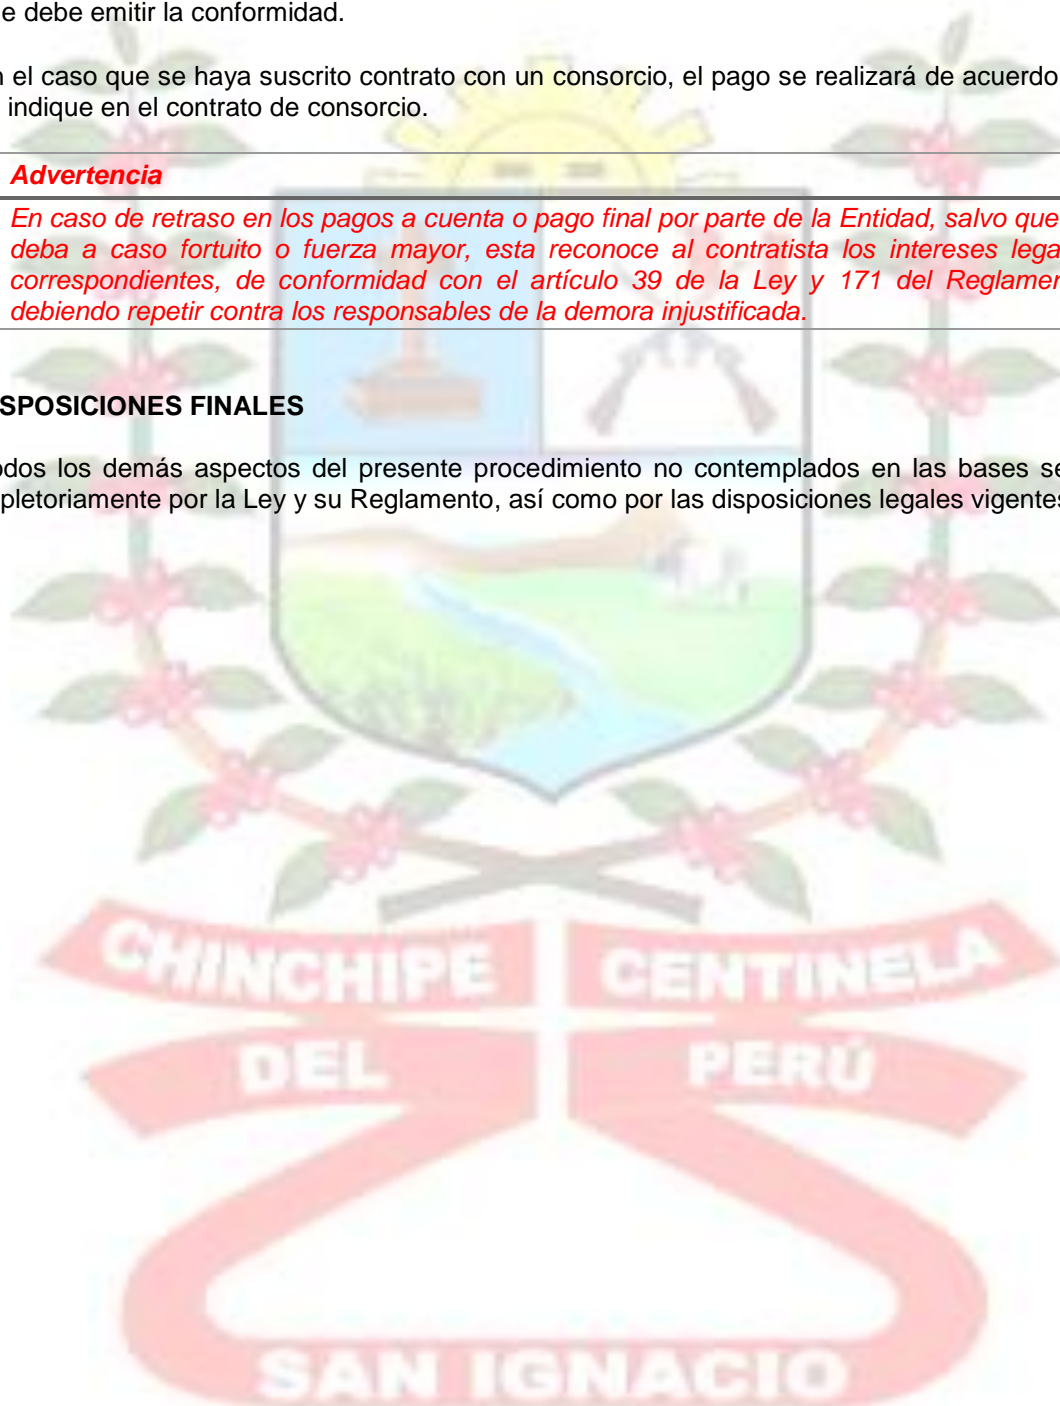 e debe emitir la conformidad.
n el caso que se haya suscrito contrato con un consorcio, el pago se realizará de acuerdo
indique en el contrato de consorcio.
Advertencia
En caso de retraso en los pagos a cuenta o pago final por parte de la Entidad, salvo que
deba a caso fortuito o fuerza mayor, esta reconoce al contratista los intereses lega
correspondientes, de conformidad con el artículo 39 de la Ley y 171 del Reglamen
debiendo repetir contra los responsables de la demora injustificada.
SPOSICIONES FINALES
odos los demás aspectos del presente procedimiento no contemplados en las bases se
pletoriamente por la Ley y su Reglamento, así como por las disposiciones legales vigentes
CHINCHIPE CENTINELA
DEL PERÚ
SAN IGNACIO